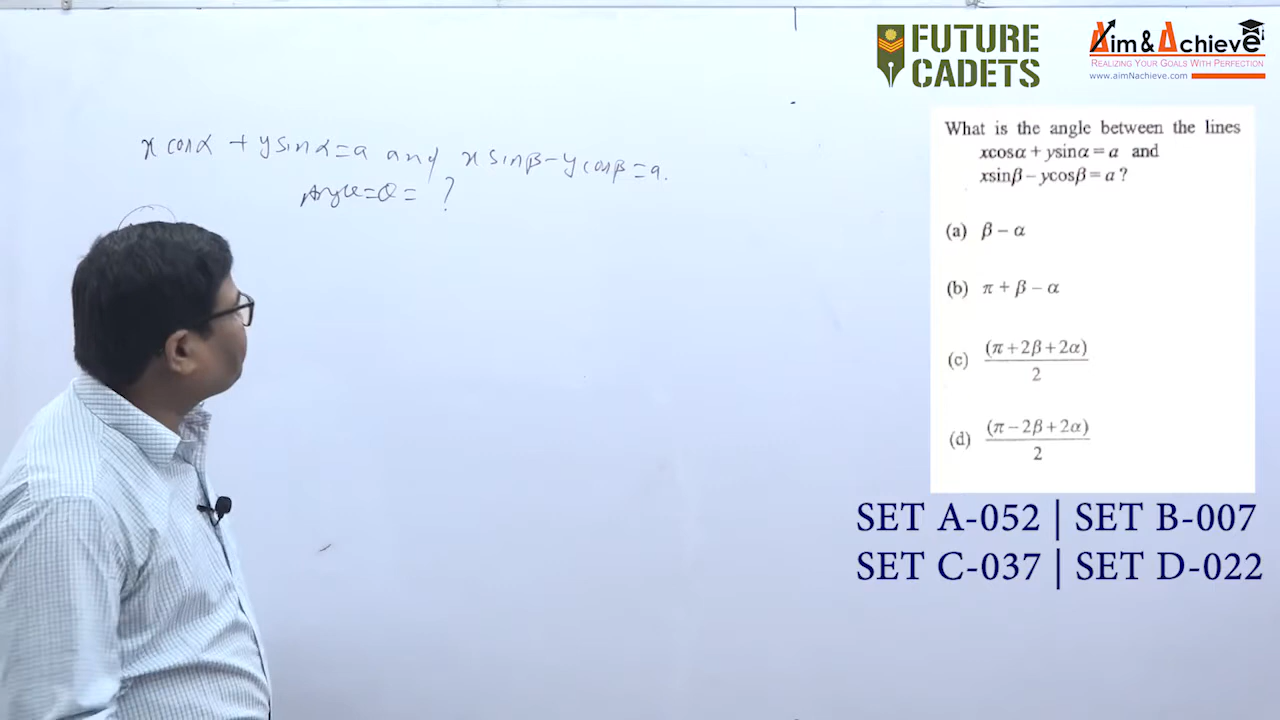 FUTURE
CADETS
Aim & Achieve
REALIZING YOUR GOALS WITH PERFECTION
www.aimNachieve.com
x cosα + y sinα = a and x sinβ - y cosβ = a.
Angle = θ = ?
What is the angle between the lines
xcosα + ysinα = a and
xsinβ – ycosβ = a ?
(a) β – α
(b) π + β – α
(c) (π + 2β + 2α)
2
(d) (π – 2β + 2α)
2
SET A-052 | SET B-007
SET C-037 | SET D-022